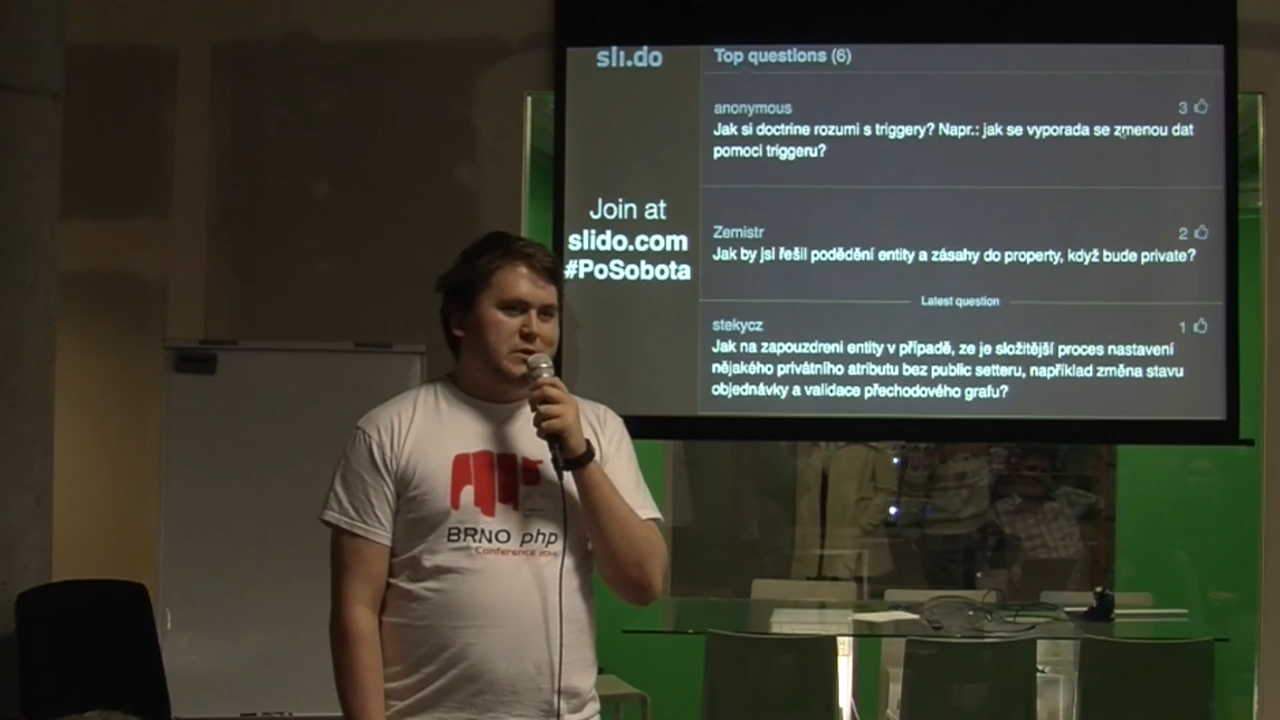 sli.do
Top questions (6)
anonymous
3
Jak si doctrine rozumi s triggery? Napr.: jak se vyporada se zmenou dat
pomoci triggeru?
Join at
slido.com
#PoSobota
Zemistr
2
Jak by jsl řešil podědění entity a zásahy do property, když bude private?
Latest question
stekycz
1
Jak na zapouzdreni entity v případě, ze je složitější proces nastavení
nějakého privátního atributu bez public setteru, například změna stavu
objednávky a validace přechodového grafu?
BRNO php
Conference